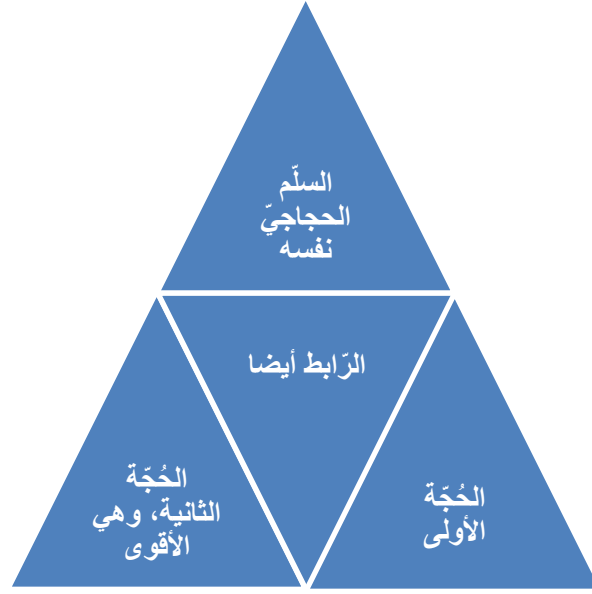 السلّم
الحجاجيّ
نفسه
الرّابط أيضا
الحُجّة
الأولى
الحُجّة
الثانية، وهي
الأقوى